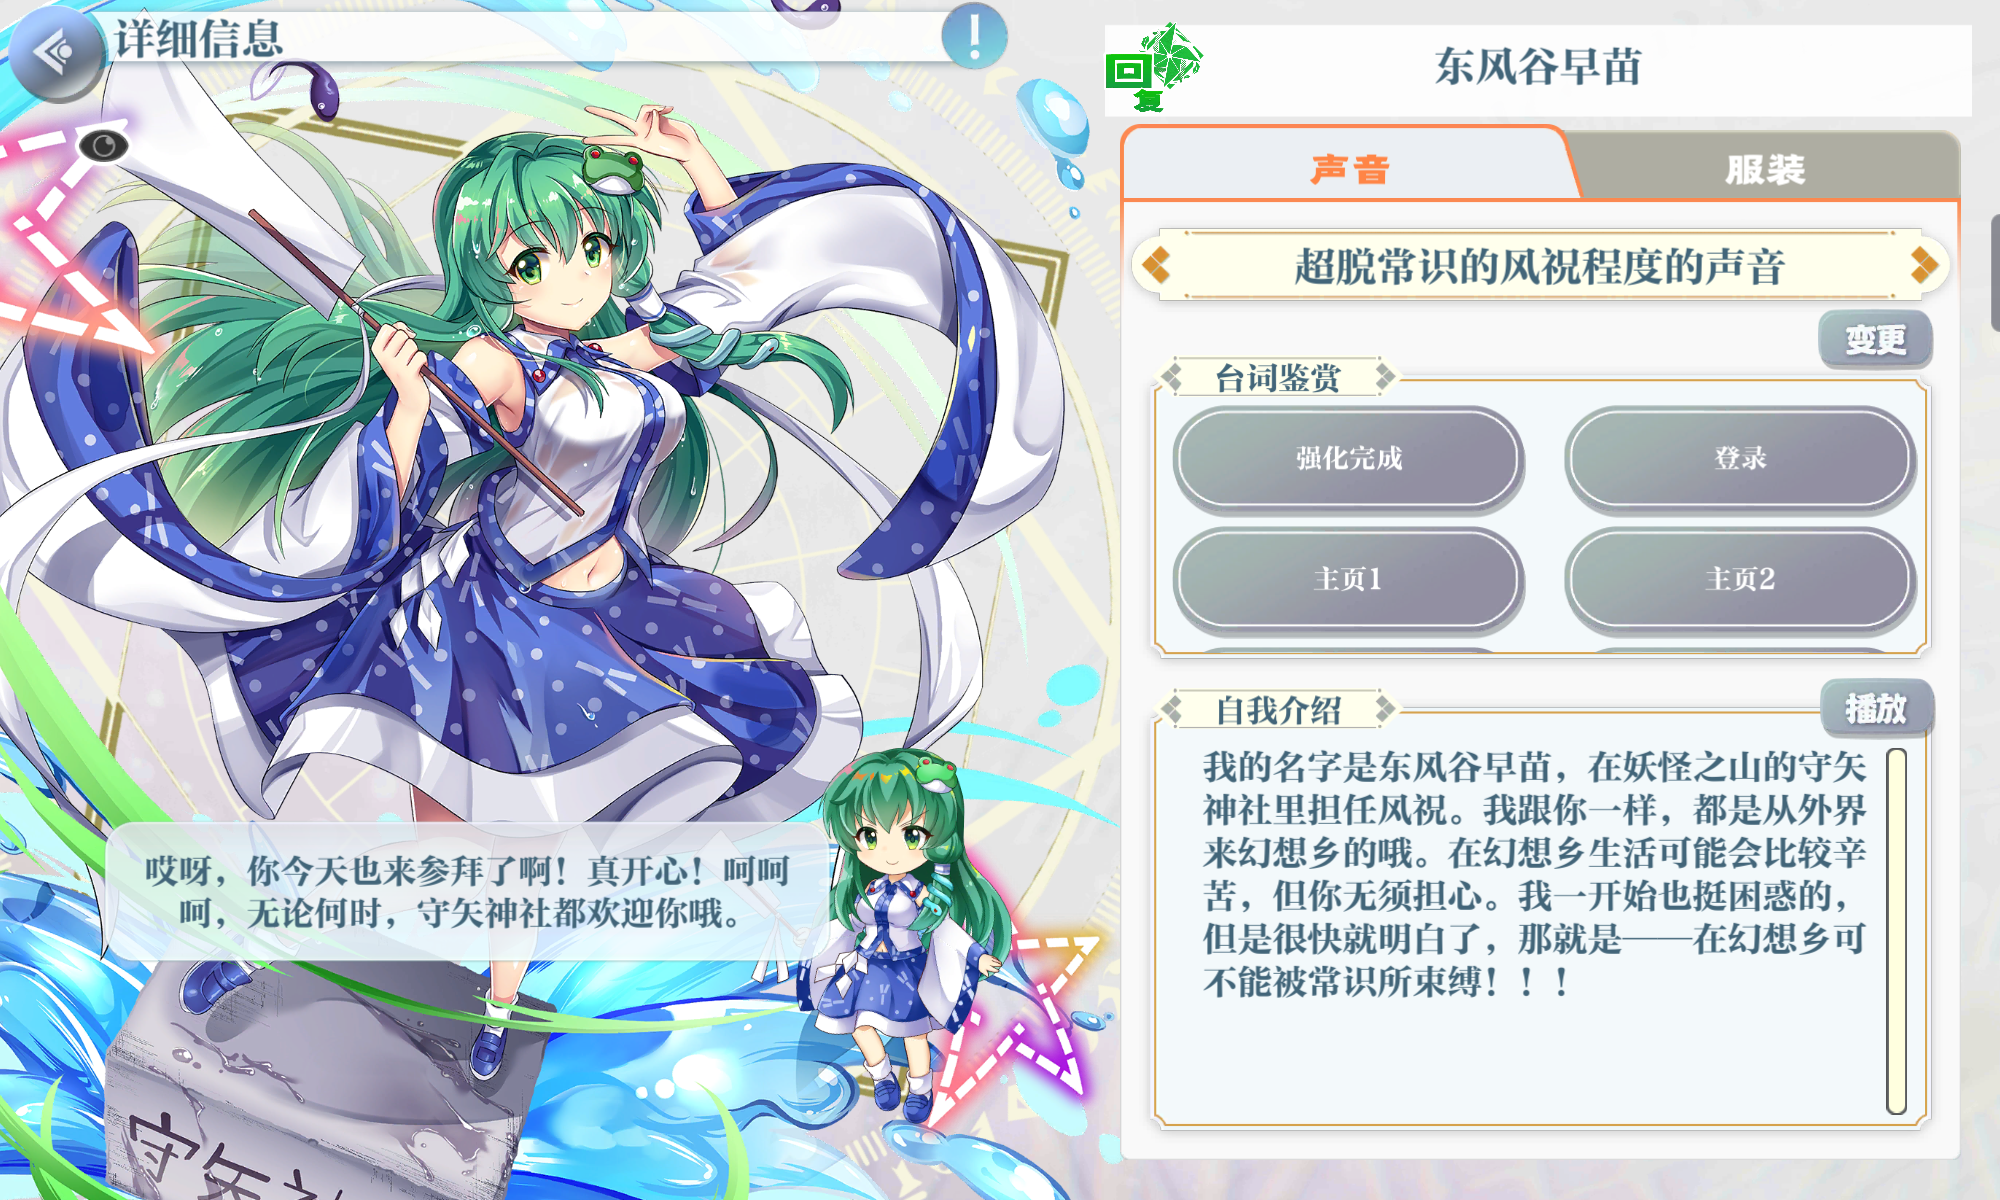 详细信息
!
回复
东风谷早苗
声音
服装
超脱常识的风祝程度的声音
变更
台词鉴赏
强化完成
登录
主页1
主页2
自我介绍
播放
我的名字是东风谷早苗，在妖怪之山的守矢
神社里担任风祝。我跟你一样，都是从外界
来幻想乡的哦。在幻想乡生活可能会比较辛
苦，但你无须担心。我一开始也挺困惑的，
但是很快就明白了，那就是——在幻想乡可
不能被常识所束缚！！！
哎呀，你今天也来参拜了啊！真开心！呵呵
呵，无论何时，守矢神社都欢迎你哦。
守矢